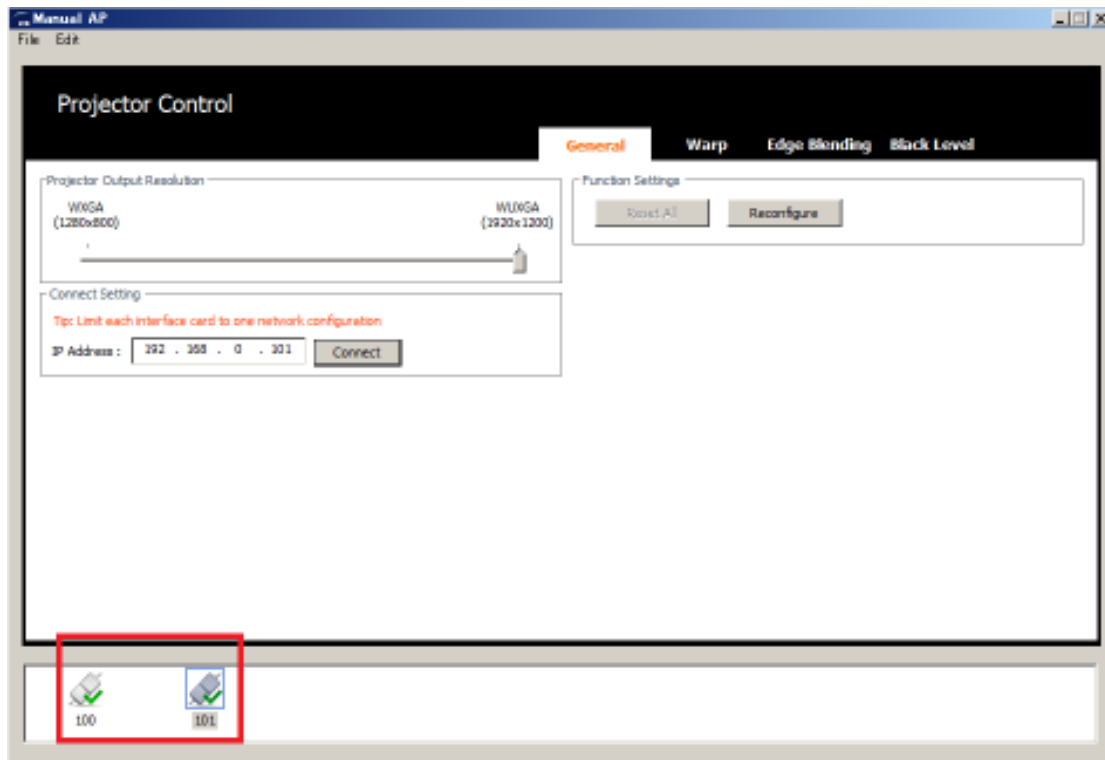 Manual AP
File Edit
Projector Control
General Warp Edge Blending Black Level
Projector Output Resolution
WXGA
(1280x800)
WUXGA
(1920x1200)
Function Settings
Reset All Reconfigure
Connect Setting
Tip: Limit each interface card to one network configuration
IP Address : 192 . 168 . 0 . 101 Connect
100 101